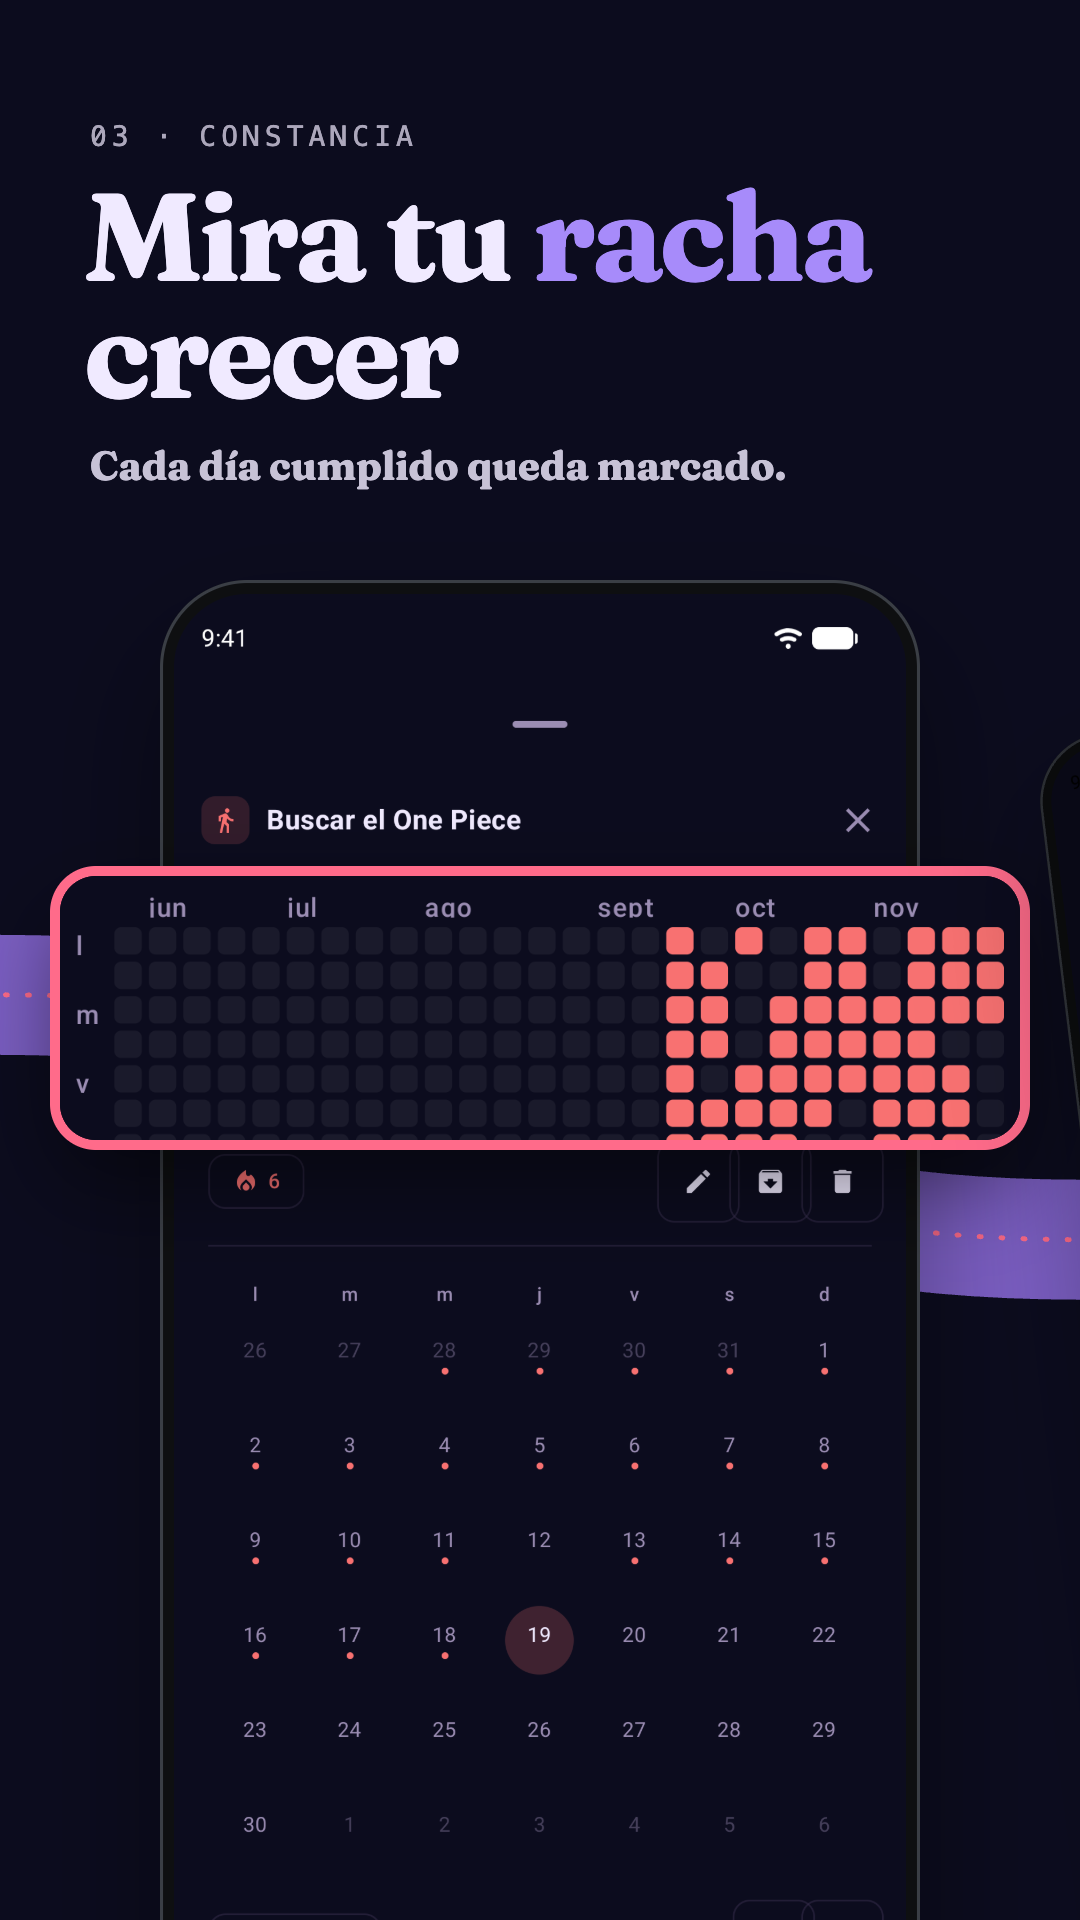 03 · CONSTANCIA
Mira tu racha
crecer
Cada día cumplido queda marcado.
9:41
Buscar el One Piece
jun jul ago sept oct nov
l
m
v
6
l m m j v s d
26 27 28 29 30 31 1
2 3 4 5 6 7 8
9 10 11 12 13 14 15
16 17 18 19 20 21 22
23 24 25 26 27 28 29
30 1 2 3 4 5 6